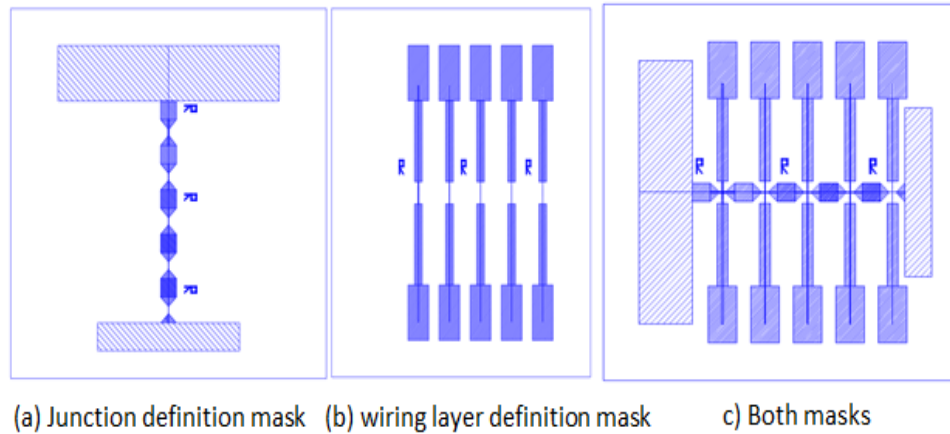 R
R
R
R
R
R
R
R
R
(a) Junction definition mask
(b) wiring layer definition mask
c) Both masks